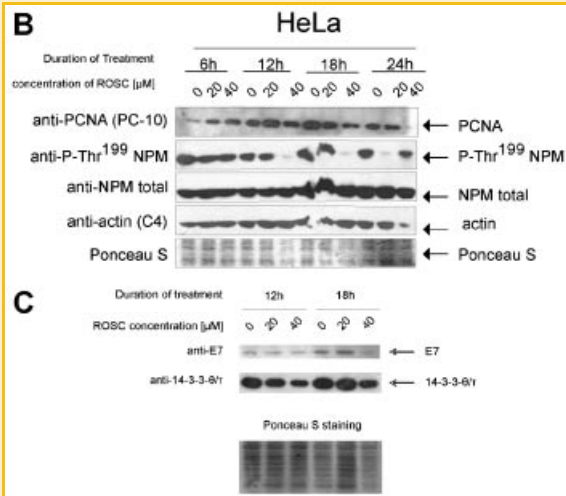 B
HeLa
Duration of Treatment 6h 12h 18h 24h
concentration of ROSC [µM] 0 20 40 0 20 40 0 20 40 0 20 40
anti-PCNA (PC-10) PCNA
anti-P-Thr199 NPM P-Thr199 NPM
anti-NPM total NPM total
anti-actin (C4) actin
Ponceau S Ponceau S
C
Duration of treatment 12h 18h
ROSC concentration [µM] 0 20 40 0 20 40
anti-E7 E7
anti-14-3-3-θ/τ 14-3-3-θ/τ
Ponceau S staining